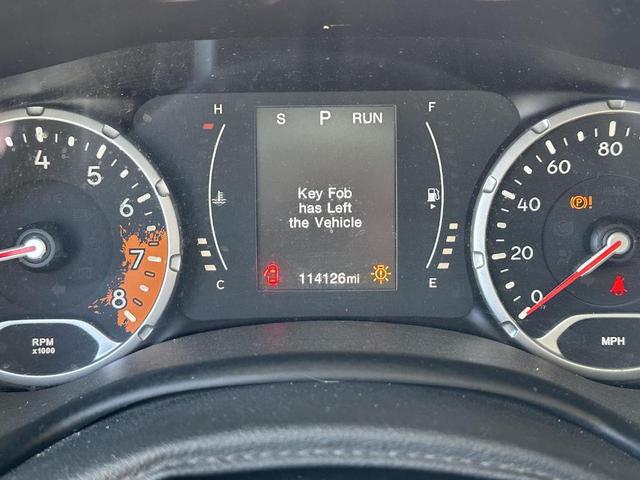 H
S P RUN
F
4
5
6
7
8
Key Fob
has Left
the Vehicle
C
114126mi
E
RPM
x1000
80
60
40
20
0
(P)!
MPH